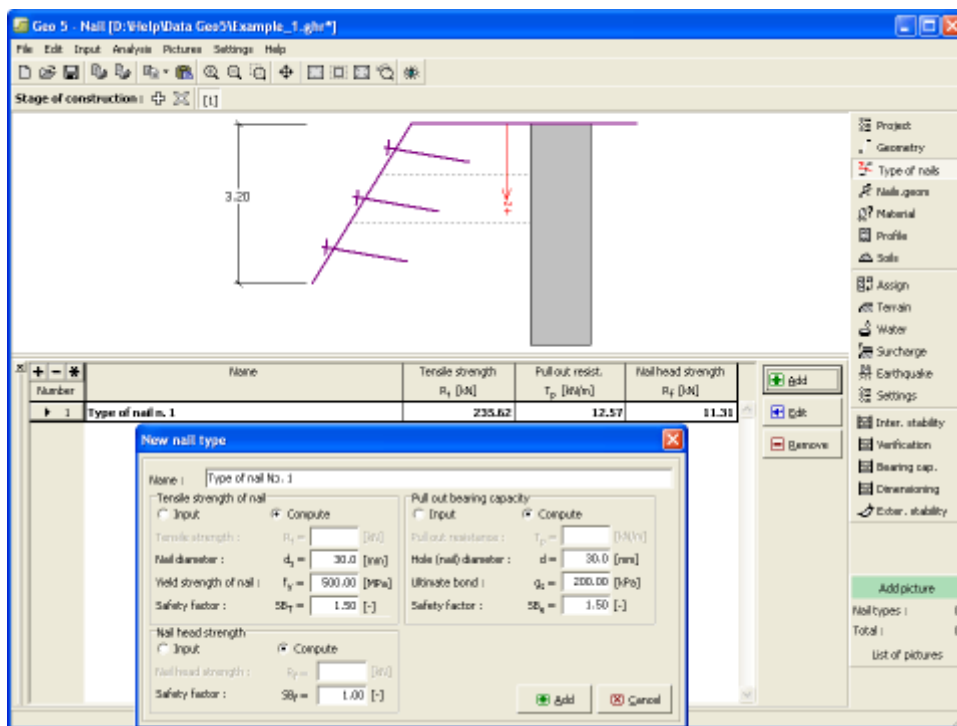 Geo 5 - Nail [D:\Help\Data Geo5\Example_1.ghr*]
File Edit Input Analysis Pictures Settings Help
Stage of construction : [1]
3.20
+z
Project
Geometry
Type of nails
Nails geom
Material
Profile
Soils
Assign
Terrain
Water
Surcharge
Earthquake
Settings
Inter. stability
Verification
Bearing cap.
Dimensioning
Exter. stability
Add picture
Nail types :
Total :
List of pictures
Number
Name
Tensile strength
Rt [kN]
Pull out resist.
Tp [kN/m]
Nail head strength
Rf [kN]
1 Type of nail n. 1 235.62 12.57 11.31
Add
Edit
Remove
New nail type
Name : Type of nail No. 1
Tensile strength of nail
Input Compute
Tensile strength : Rt = [kN]
Nail diameter : ds = 30.0 [mm]
Yield strength of nail : fy = 500.00 [MPa]
Safety factor : SBT = 1.50 [-]
Pull out bearing capacity
Input Compute
Pull out resistance : Tp = [kN/m]
Hole (nail) diameter : d = 30.0 [mm]
Ultimate bond : gs = 200.00 [kPa]
Safety factor : SBs = 1.50 [-]
Nail head strength
Input Compute
Nail head strength : Rf = [kN]
Safety factor : SBf = 1.00 [-]
Add
Cancel